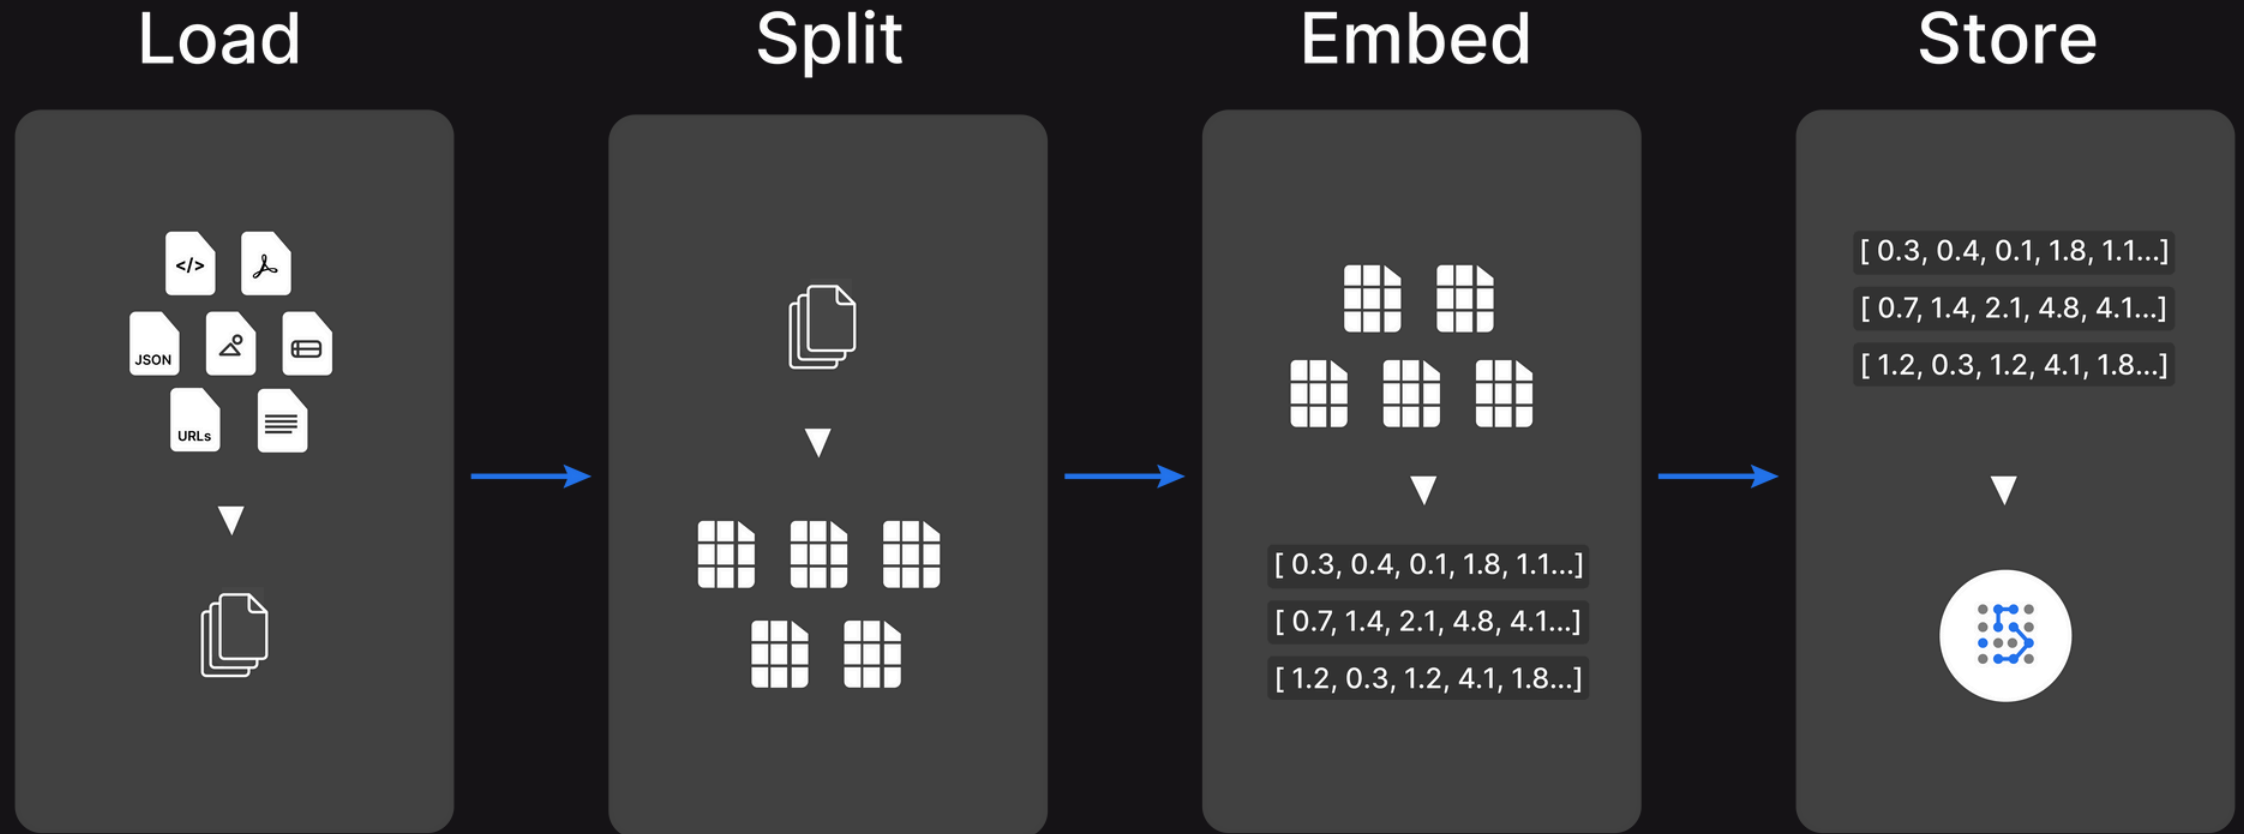 Load
Split
Embed
Store
</>
JSON
URLs
[ 0.3, 0.4, 0.1, 1.8, 1.1...]
[ 0.7, 1.4, 2.1, 4.8, 4.1...]
[ 1.2, 0.3, 1.2, 4.1, 1.8...]
[ 0.3, 0.4, 0.1, 1.8, 1.1...]
[ 0.7, 1.4, 2.1, 4.8, 4.1...]
[ 1.2, 0.3, 1.2, 4.1, 1.8...]